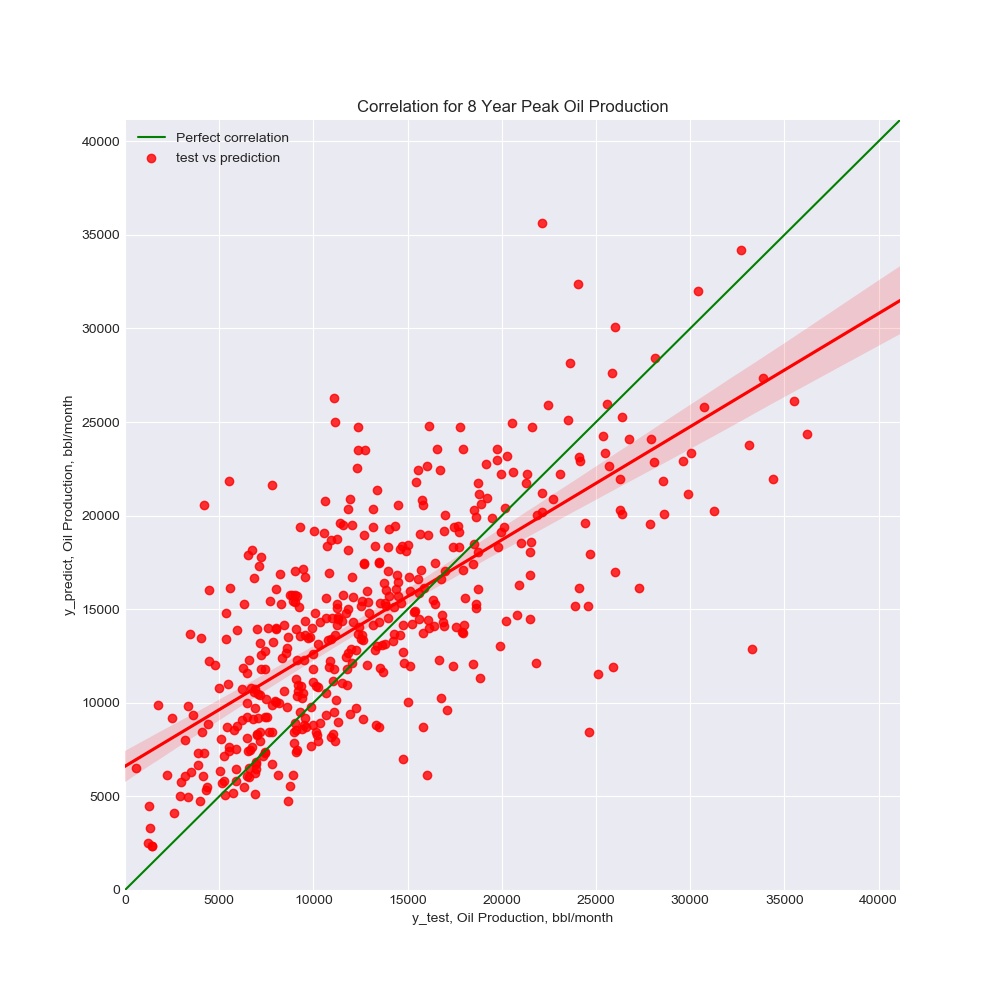 Correlation for 8 Year Peak Oil Production
Perfect correlation
test vs prediction
40000
35000
30000
25000
20000
15000
10000
5000
0
y_predict, Oil Production, bbl/month
0 5000 10000 15000 20000 25000 30000 35000 40000
y_test, Oil Production, bbl/month